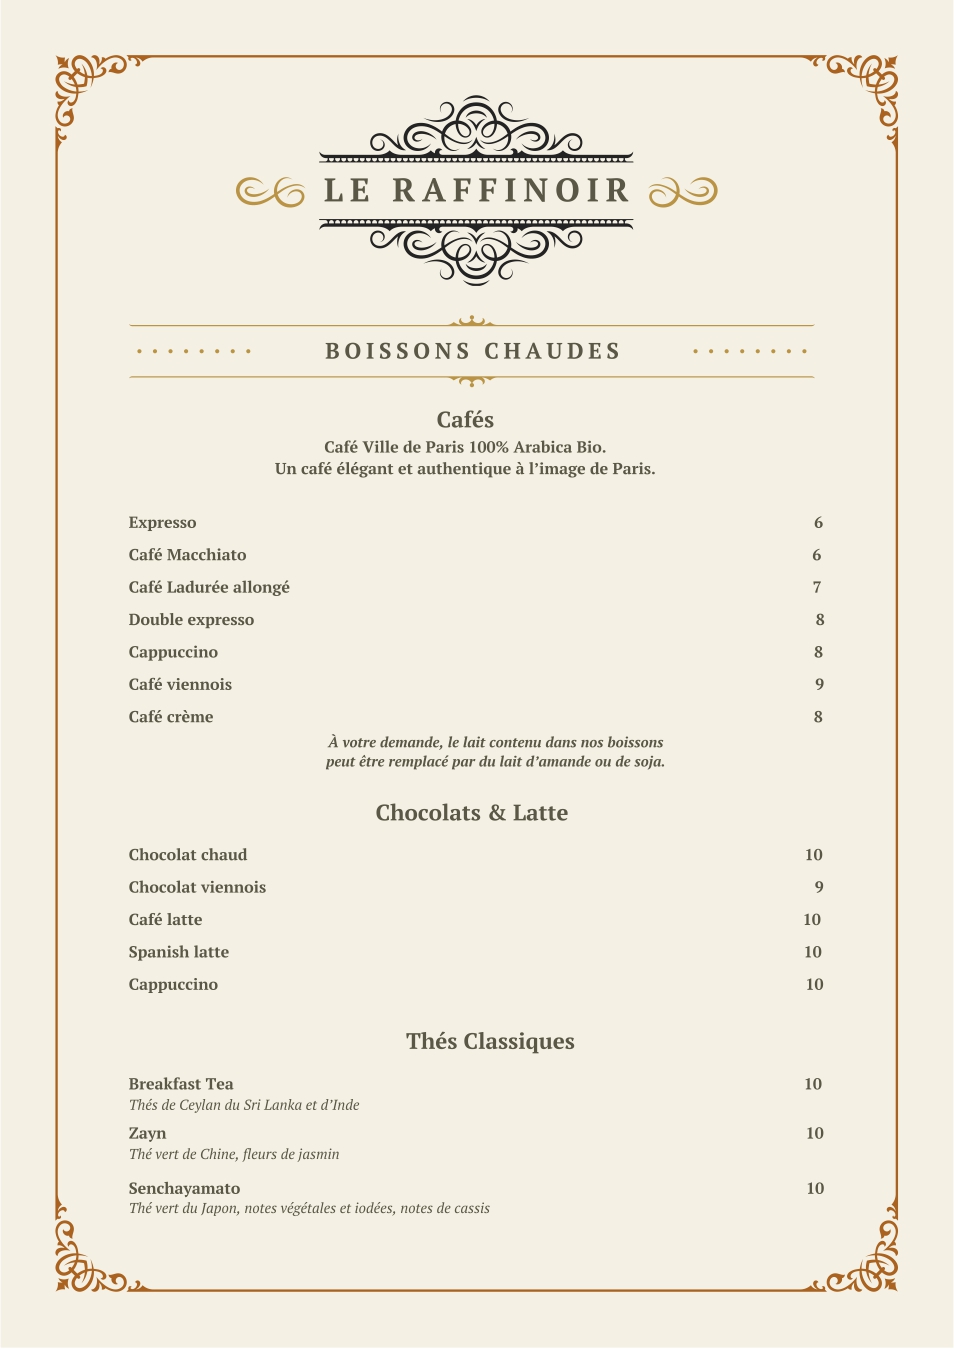 LE RAFFINOIR
BOISSONS CHAUDES
Cafés
Café Ville de Paris 100% Arabica Bio.
Un café élégant et authentique à l’image de Paris.
Expresso 6
Café Macchiato 6
Café Ladurée allongé 7
Double expresso 8
Cappuccino 8
Café viennois 9
Café crème 8
À votre demande, le lait contenu dans nos boissons
peut être remplacé par du lait d’amande ou de soja.
Chocolats & Latte
Chocolat chaud 10
Chocolat viennois 9
Café latte 10
Spanish latte 10
Cappuccino 10
Thés Classiques
Breakfast Tea 10
Thés de Ceylan du Sri Lanka et d’Inde
Zayn 10
Thé vert de Chine, fleurs de jasmin
Senchayamato 10
Thé vert du Japon, notes végétales et iodées, notes de cassis